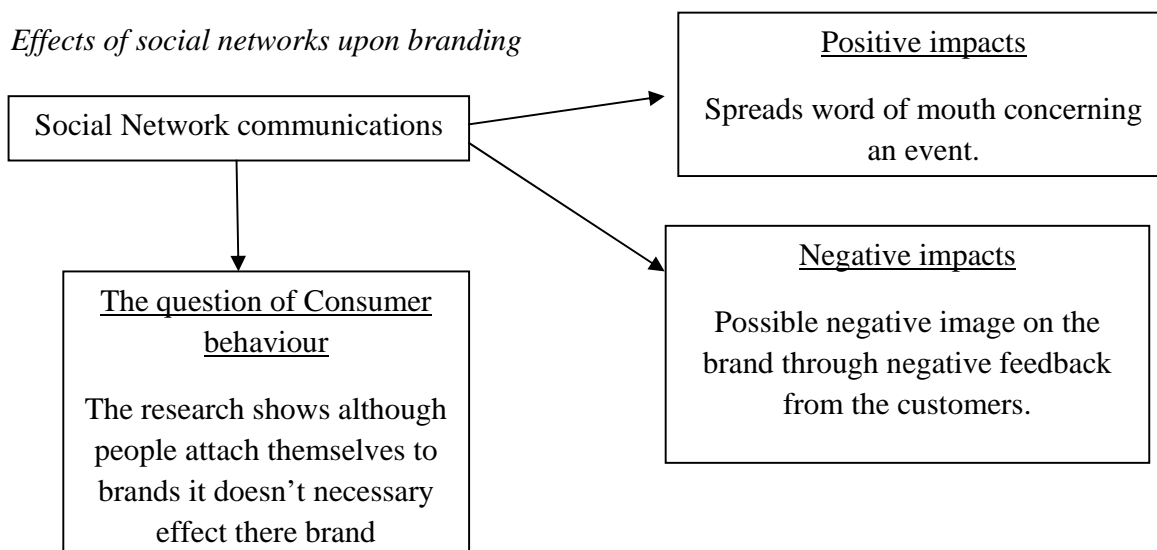 Effects of social networks upon branding
Social Network communications
Positive impacts
Spreads word of mouth concerning
an event.
Negative impacts
Possible negative image on the
brand through negative feedback
from the customers.
The question of Consumer
behaviour
The research shows although
people attach themselves to
brands it doesn’t necessary
effect there brand